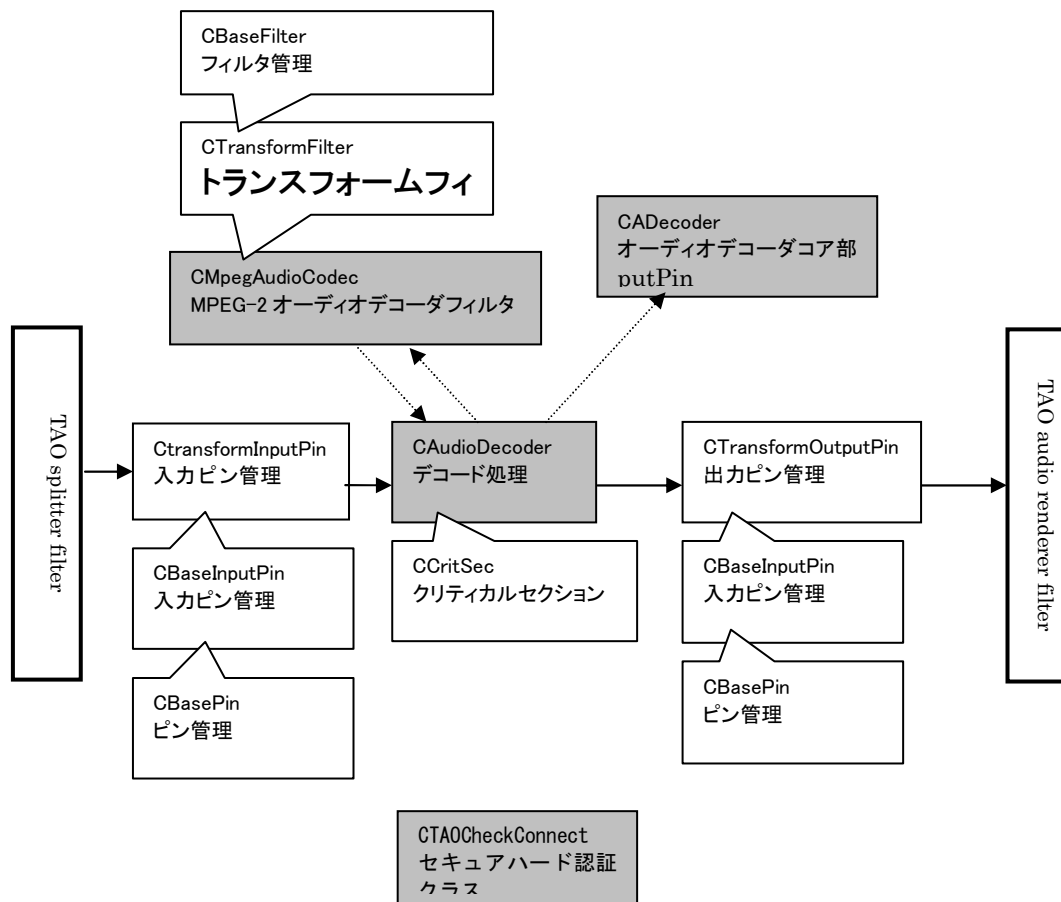 CBaseFilter
フィルタ管理
CTransformFilter
トランスフォームフィ
CMpegAudioCodec
MPEG-2 オーディオデコーダフィルタ
CADecoder
オーディオデコーダコア部
putPin
TAO splitter filter
CtransformInputPin
入力ピン管理
CAudioDecoder
デコード処理
CTransformOutputPin
出力ピン管理
TAO audio renderer filter
CBaseInputPin
入力ピン管理
CCritSec
クリティカルセクション
CBaseInputPin
入力ピン管理
CBasePin
ピン管理
CBasePin
ピン管理
CTAOCheckConnect
セキュアハード認証
クラス